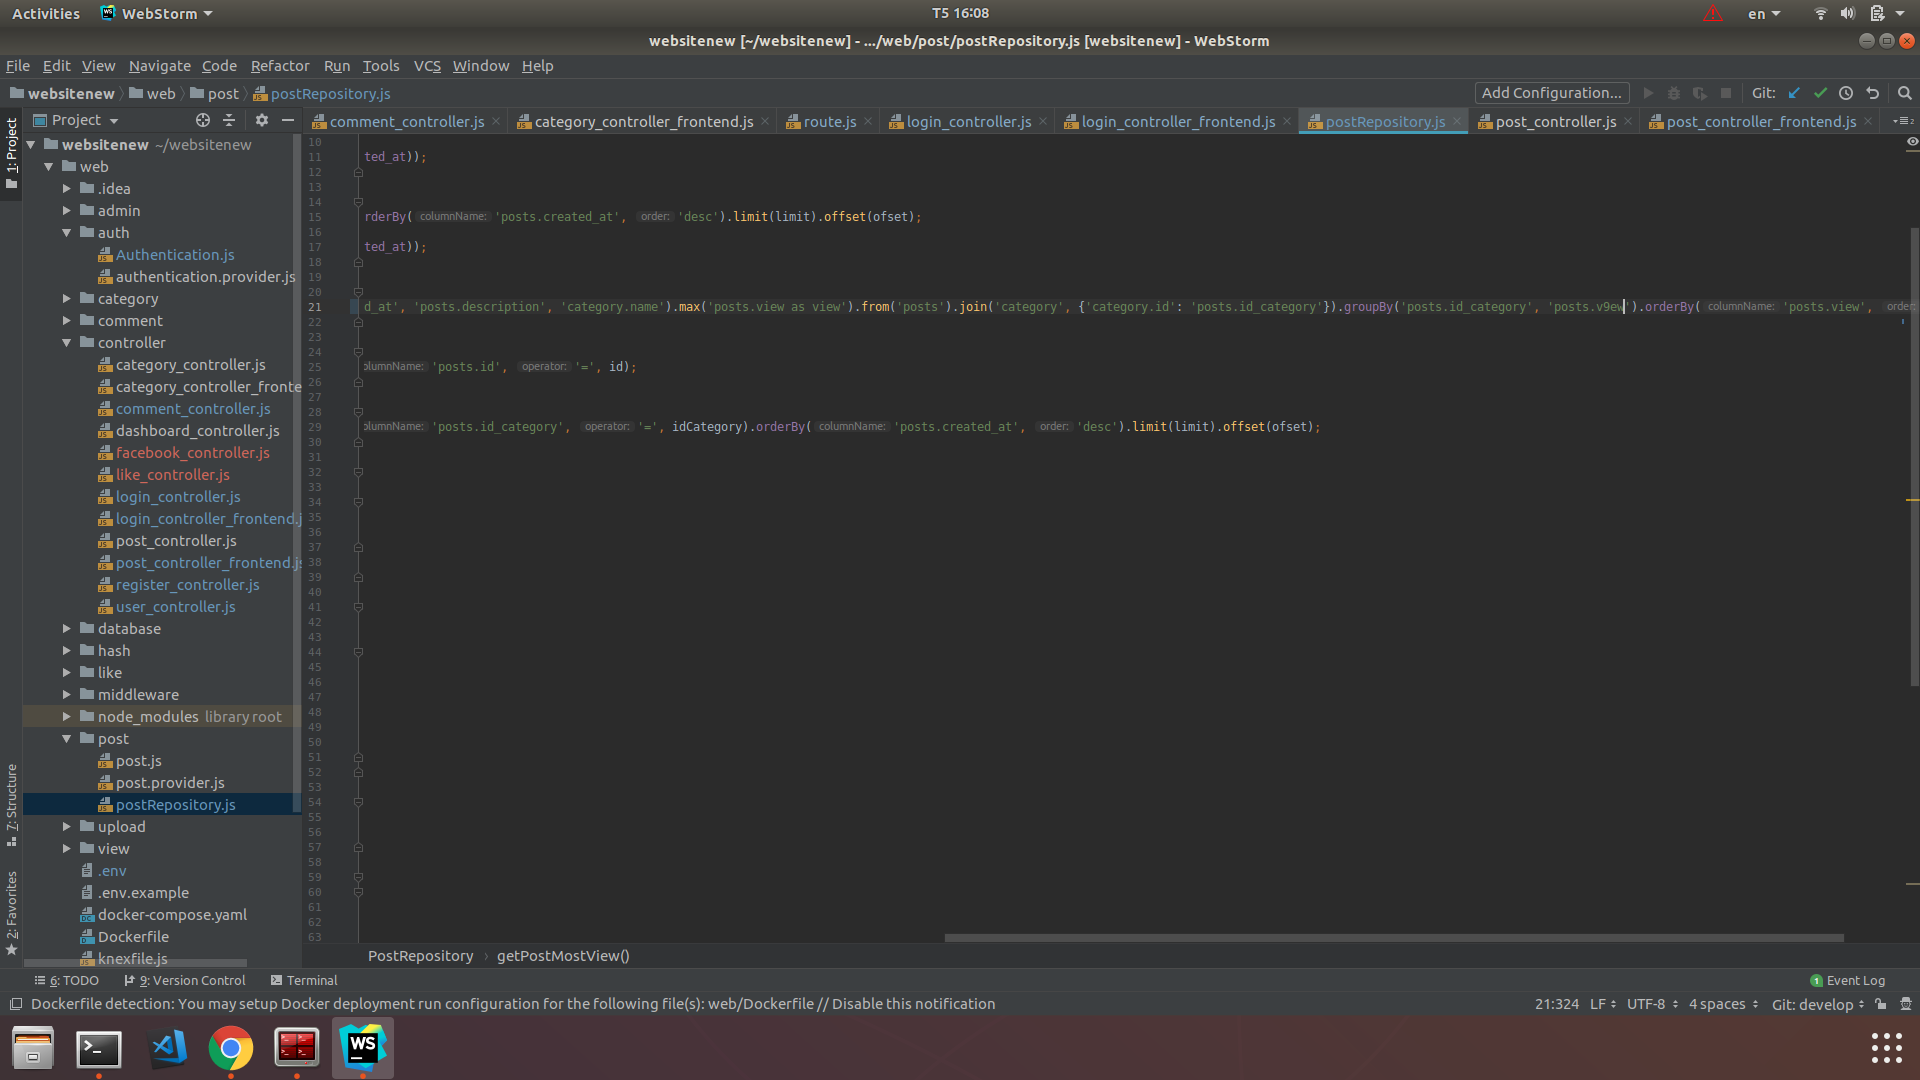 Activities WebStorm T5 16:08 en
websitenew [~/websitenew] - .../web/post/postRepository.js [websitenew] - WebStorm
File Edit View Navigate Code Refactor Run Tools VCS Window Help
websitenew web post postRepository.js Add Configuration... Git:
Project comment_controller.js category_controller_frontend.js route.js login_controller.js login_controller_frontend.js postRepository.js post_controller.js post_controller_frontend.js
1: Project
7: Structure
2: Favorites
websitenew ~/websitenew
web
.idea
admin
auth
Authentication.js
authentication.provider.js
category
comment
controller
category_controller.js
category_controller_fronte
comment_controller.js
dashboard_controller.js
facebook_controller.js
like_controller.js
login_controller.js
login_controller_frontend.j
post_controller.js
post_controller_frontend.js
register_controller.js
user_controller.js
database
hash
like
middleware
node_modules library root
post
post.js
post.provider.js
postRepository.js
upload
view
.env
.env.example
docker-compose.yaml
Dockerfile
knexfile.js
10
11 ted_at));
12
13
14
15 rderBy( columnName: 'posts.created_at', order: 'desc').limit(limit).offset(ofset);
16
17 ted_at));
18
19
20
21 d_at', 'posts.description', 'category.name').max('posts.view as view').from('posts').join('category', {'category.id': 'posts.id_category'}).groupBy('posts.id_category', 'posts.v9ew').orderBy( columnName: 'posts.view', order:
22
23
24
25 olumnName: 'posts.id', operator: '=', id);
26
27
28
29 olumnName: 'posts.id_category', operator: '=', idCategory).orderBy( columnName: 'posts.created_at', order: 'desc').limit(limit).offset(ofset);
30
31
32
33
34
35
36
37
38
39
40
41
42
43
44
45
46
47
48
49
50
51
52
53
54
55
56
57
58
59
60
61
62
63
PostRepository › getPostMostView()
6: TODO 9: Version Control Terminal 1 Event Log
Dockerfile detection: You may setup Docker deployment run configuration for the following file(s): web/Dockerfile // Disable this notification 21:324 LF UTF-8 4 spaces Git: develop
WS